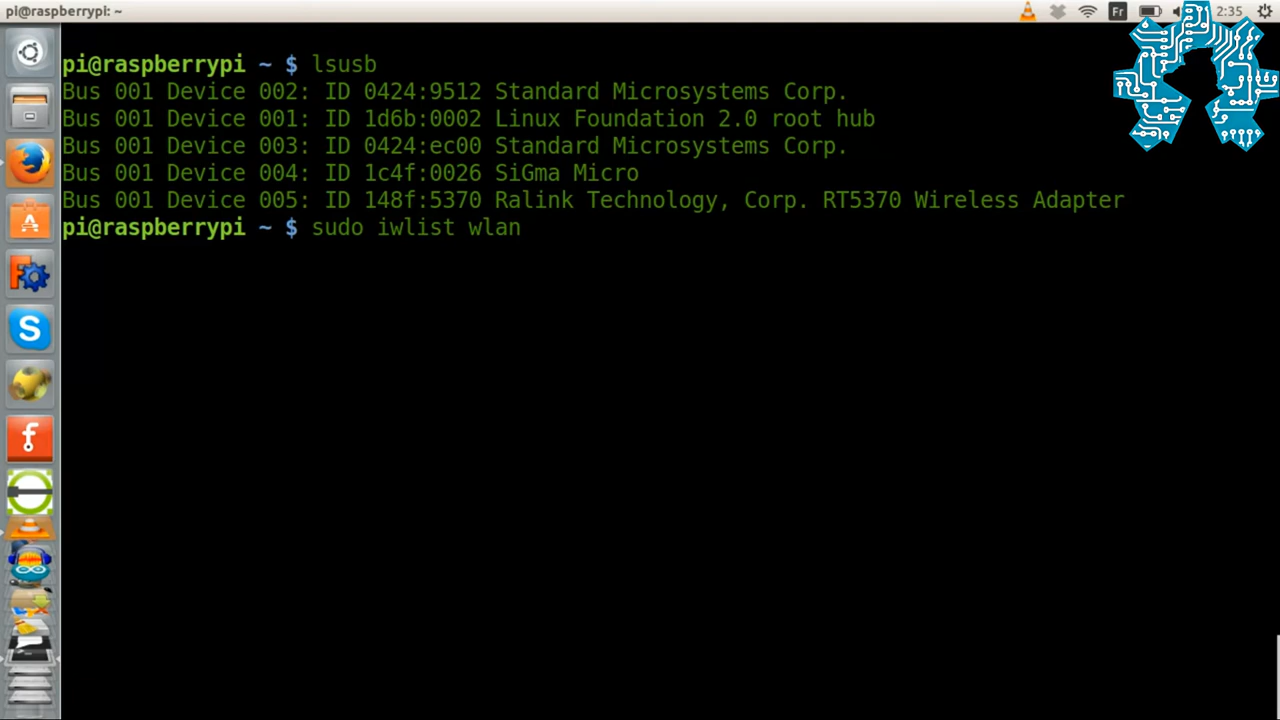 pi@raspberrypi: ~
Fr
2:35
pi@raspberrypi ~ $ lsusb
Bus 001 Device 002: ID 0424:9512 Standard Microsystems Corp.
Bus 001 Device 001: ID 1d6b:0002 Linux Foundation 2.0 root hub
Bus 001 Device 003: ID 0424:ec00 Standard Microsystems Corp.
Bus 001 Device 004: ID 1c4f:0026 SiGma Micro
Bus 001 Device 005: ID 148f:5370 Ralink Technology, Corp. RT5370 Wireless Adapter
pi@raspberrypi ~ $ sudo iwlist wlan